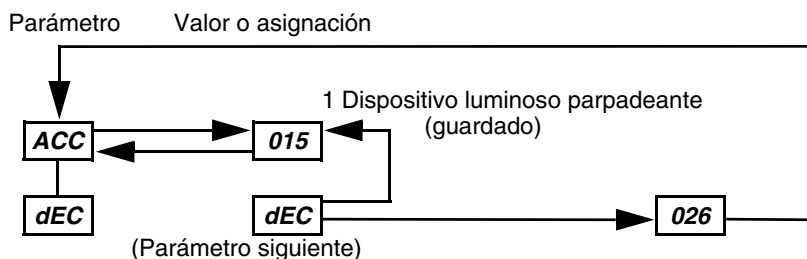 Parámetro Valor o asignación
1 Dispositivo luminoso parpadeante
(guardado)
ACC 015
dEC dEC 026
(Parámetro siguiente)